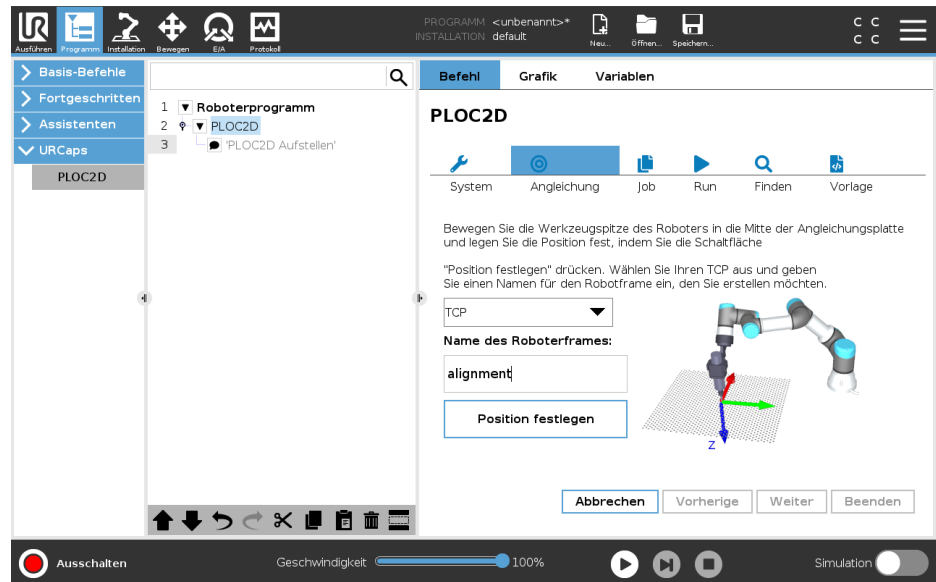 PROGRAMM <unbenannt>*
INSTALLATION default
Ausführen Programm Installation Bewegen E/A Protokoll
Neu... Öffnen... Speichern...
C C
C C
Basis-Befehle
Fortgeschritten
Assistenten
URCaps
PLOC2D
1 Roboterprogramm
2 PLOC2D
3 'PLOC2D Aufstellen'
Befehl Grafik Variablen
PLOC2D
System Angleichung Job Run Finden Vorlage
Bewegen Sie die Werkzeugspitze des Roboters in die Mitte der Angleichungsplatte
und legen Sie die Position fest, indem Sie die Schaltfläche
"Position festlegen" drücken. Wählen Sie Ihren TCP aus und geben
Sie einen Namen für den Robotframe ein, den Sie erstellen möchten.
TCP
Name des Roboterframes:
alignment
Position festlegen
Z
Abbrechen Vorherige Weiter Beenden
Ausschalten
Geschwindigkeit 100%
Simulation